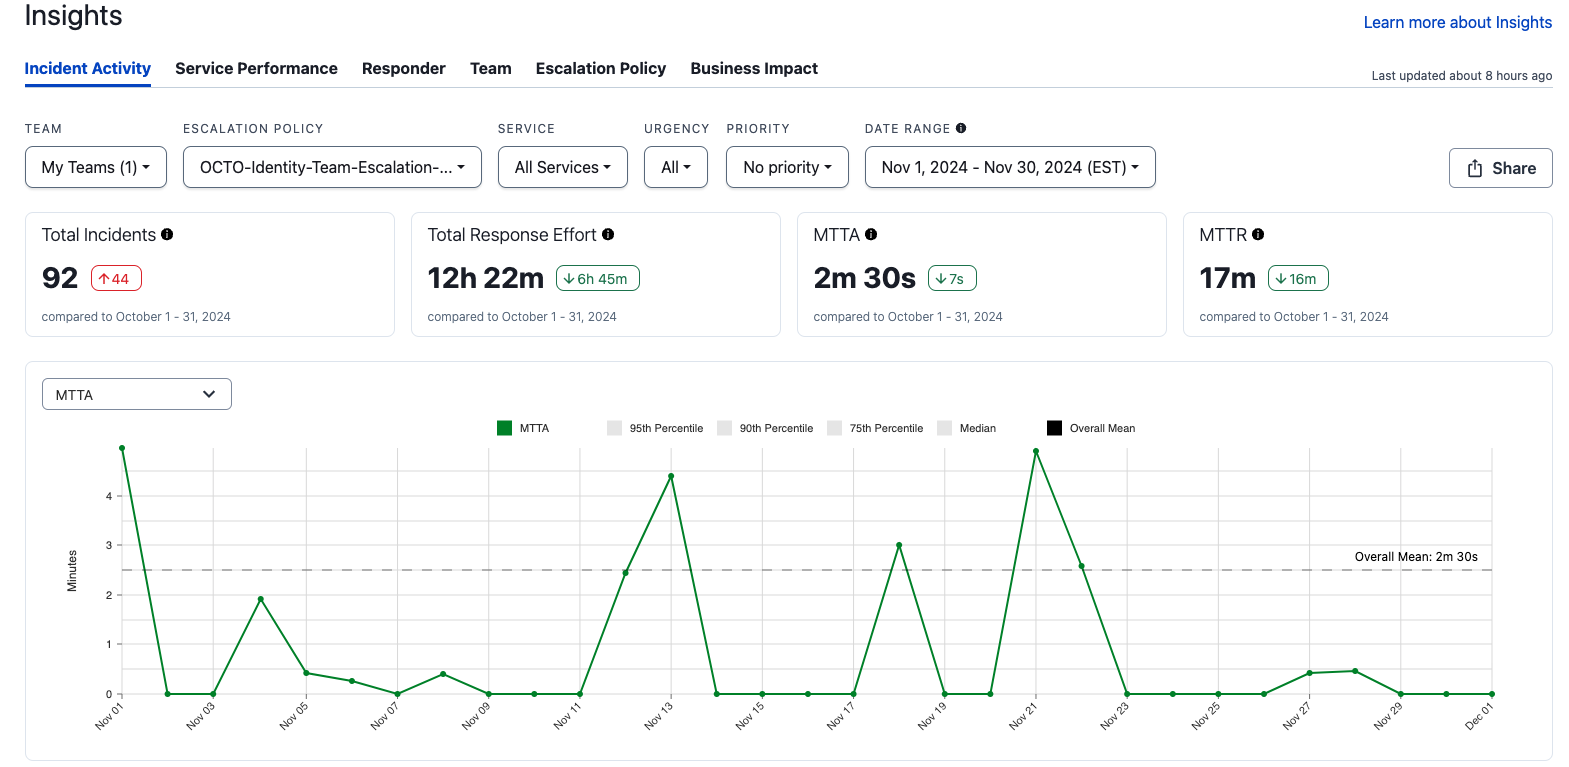 Insights
Learn more about Insights
Incident Activity Service Performance Responder Team Escalation Policy Business Impact
Last updated about 8 hours ago
TEAM ESCALATION POLICY SERVICE URGENCY PRIORITY DATE RANGE
My Teams (1) OCTO-Identity-Team-Escalation-... All Services All No priority Nov 1, 2024 - Nov 30, 2024 (EST) Share
Total Incidents Total Response Effort MTTA MTTR
92 ↑44 12h 22m ↓6h 45m 2m 30s ↓7s 17m ↓16m
compared to October 1 - 31, 2024 compared to October 1 - 31, 2024 compared to October 1 - 31, 2024 compared to October 1 - 31, 2024
MTTA
MTTA 95th Percentile 90th Percentile 75th Percentile Median Overall Mean
4
3
Overall Mean: 2m 30s
Minutes
2
1
0
Nov 01 Nov 03 Nov 05 Nov 07 Nov 09 Nov 11 Nov 13 Nov 15 Nov 17 Nov 19 Nov 21 Nov 23 Nov 25 Nov 27 Nov 29 Dec 01